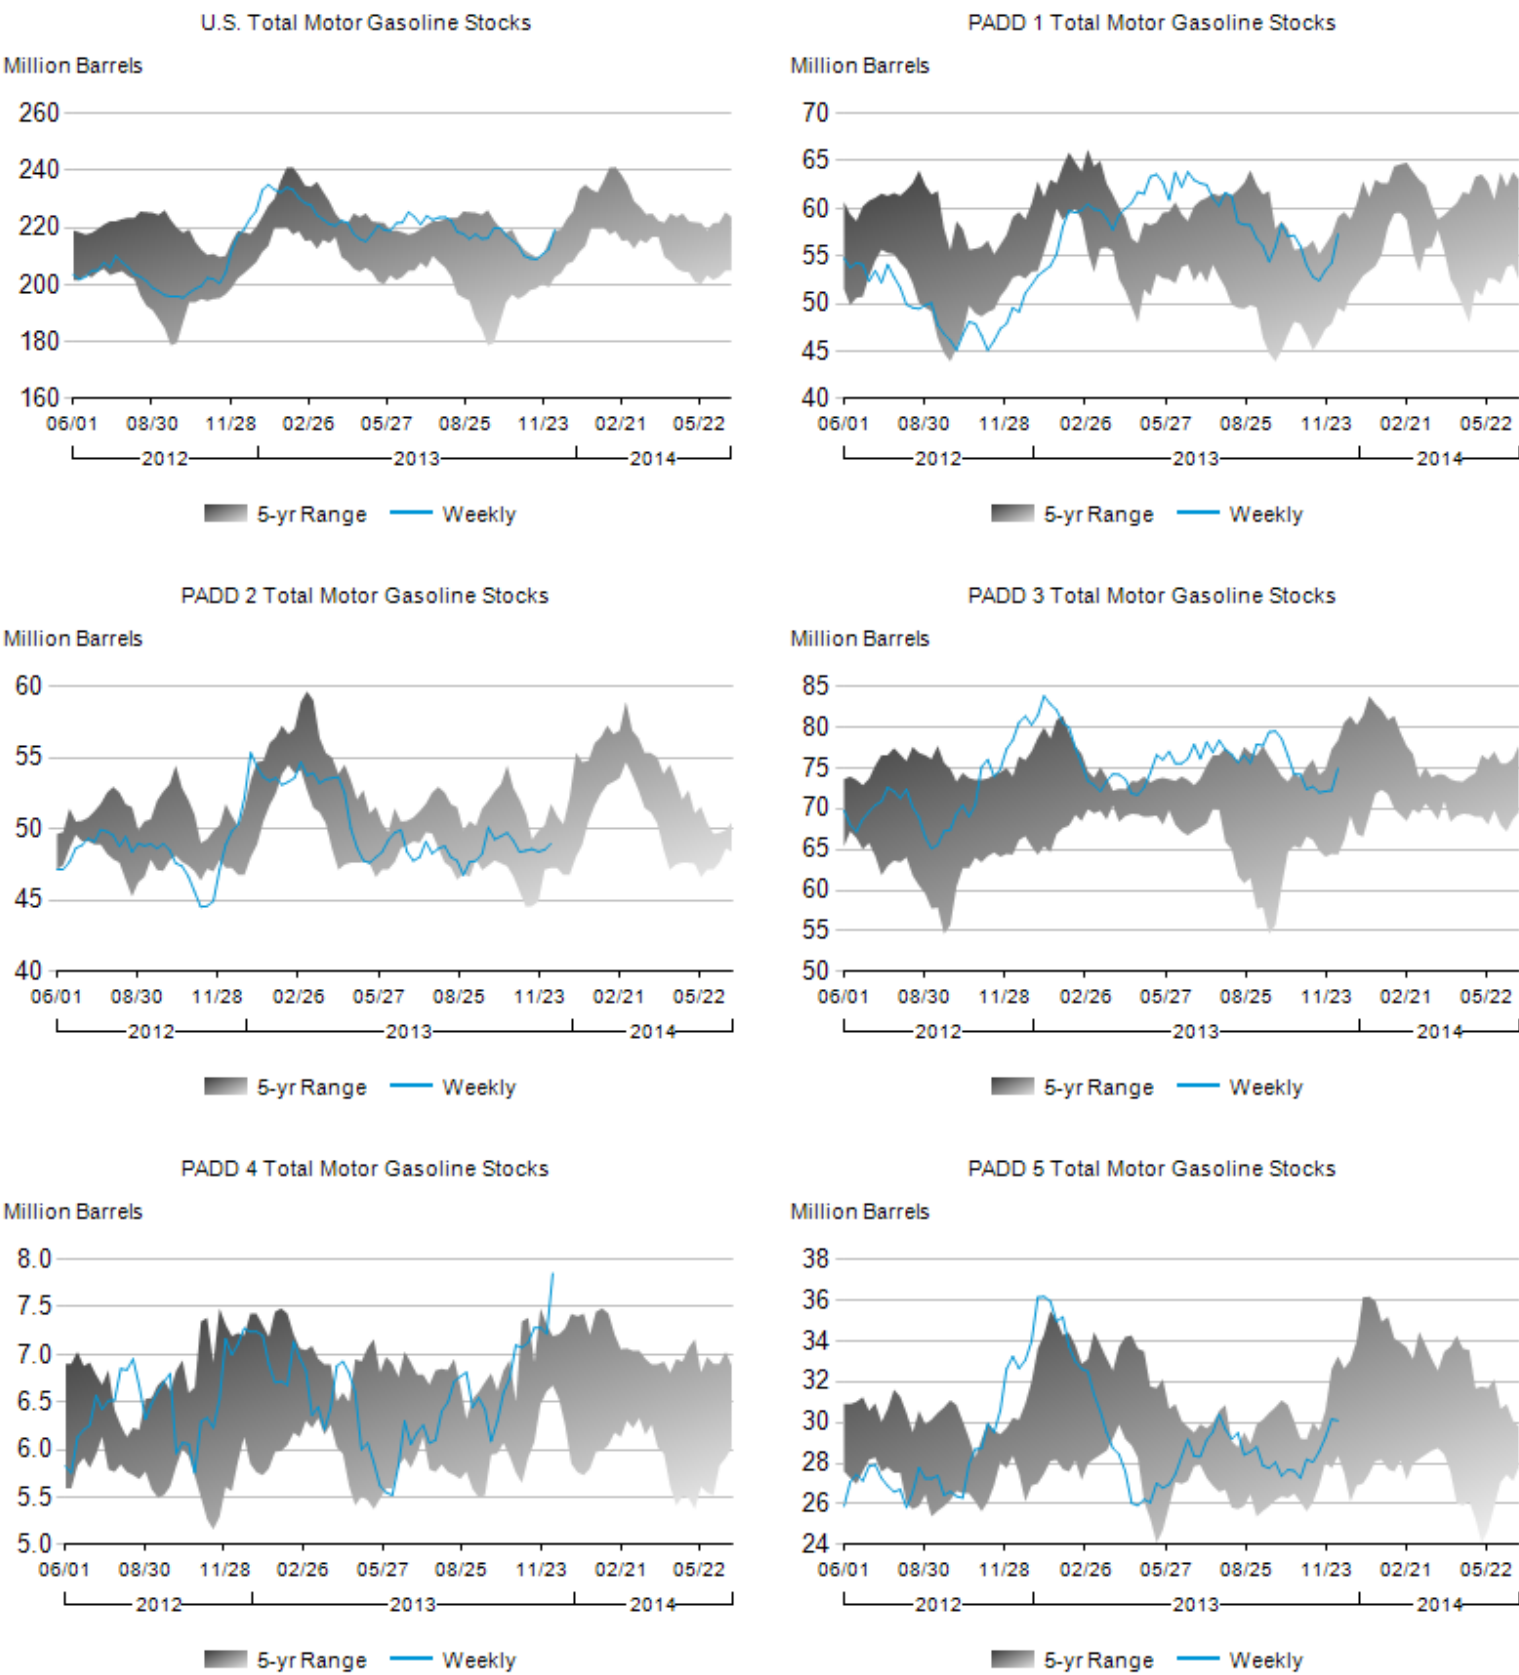 U.S. Total Motor Gasoline Stocks
Million Barrels
260
240
220
200
180
160
06/01 08/30 11/28 02/26 05/27 08/25 11/23 02/21 05/22
2012 2013 2014
5-yr Range Weekly
PADD 1 Total Motor Gasoline Stocks
Million Barrels
70
65
60
55
50
45
40
06/01 08/30 11/28 02/26 05/27 08/25 11/23 02/21 05/22
2012 2013 2014
5-yr Range Weekly
PADD 2 Total Motor Gasoline Stocks
Million Barrels
60
55
50
45
40
06/01 08/30 11/28 02/26 05/27 08/25 11/23 02/21 05/22
2012 2013 2014
5-yr Range Weekly
PADD 3 Total Motor Gasoline Stocks
Million Barrels
85
80
75
70
65
60
55
50
06/01 08/30 11/28 02/26 05/27 08/25 11/23 02/21 05/22
2012 2013 2014
5-yr Range Weekly
PADD 4 Total Motor Gasoline Stocks
Million Barrels
8.0
7.5
7.0
6.5
6.0
5.5
5.0
06/01 08/30 11/28 02/26 05/27 08/25 11/23 02/21 05/22
2012 2013 2014
5-yr Range Weekly
PADD 5 Total Motor Gasoline Stocks
Million Barrels
38
36
34
32
30
28
26
24
06/01 08/30 11/28 02/26 05/27 08/25 11/23 02/21 05/22
2012 2013 2014
5-yr Range Weekly